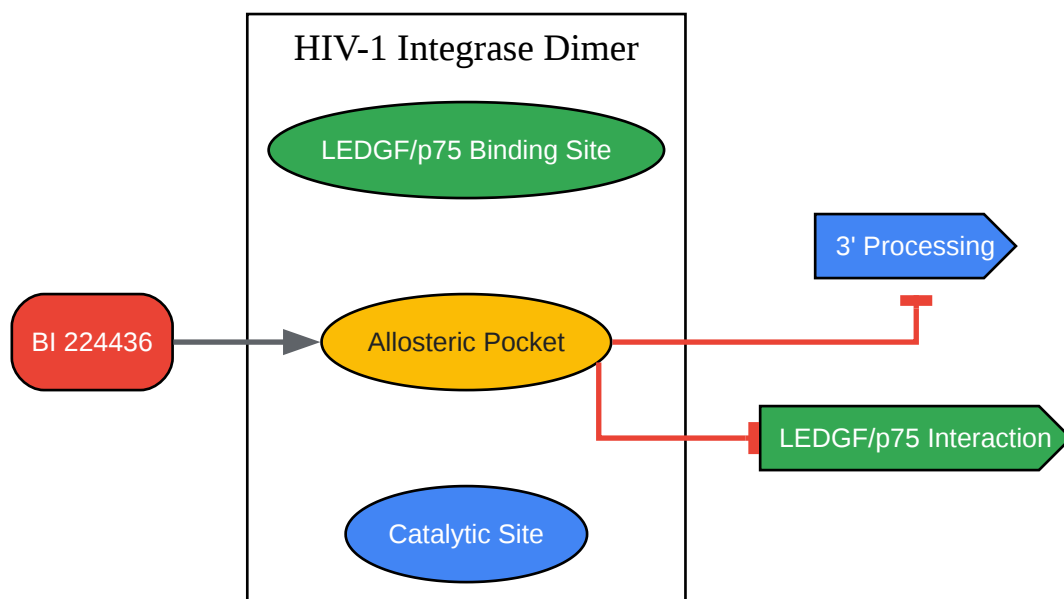 HIV-1 Integrase Dimer
LEDGF/p75 Binding Site
3' Processing
BI 224436
Allosteric Pocket
LEDGF/p75 Interaction
Catalytic Site